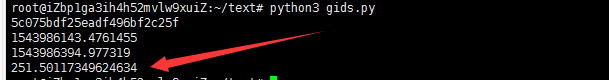 root@iZbp1ga3ih4h52mvlw9xuiZ:~/text# python3 gids.py
5c075bdf25eadf496bf2c25f
1543986143.4761455
1543986394.977319
251.50117349624634